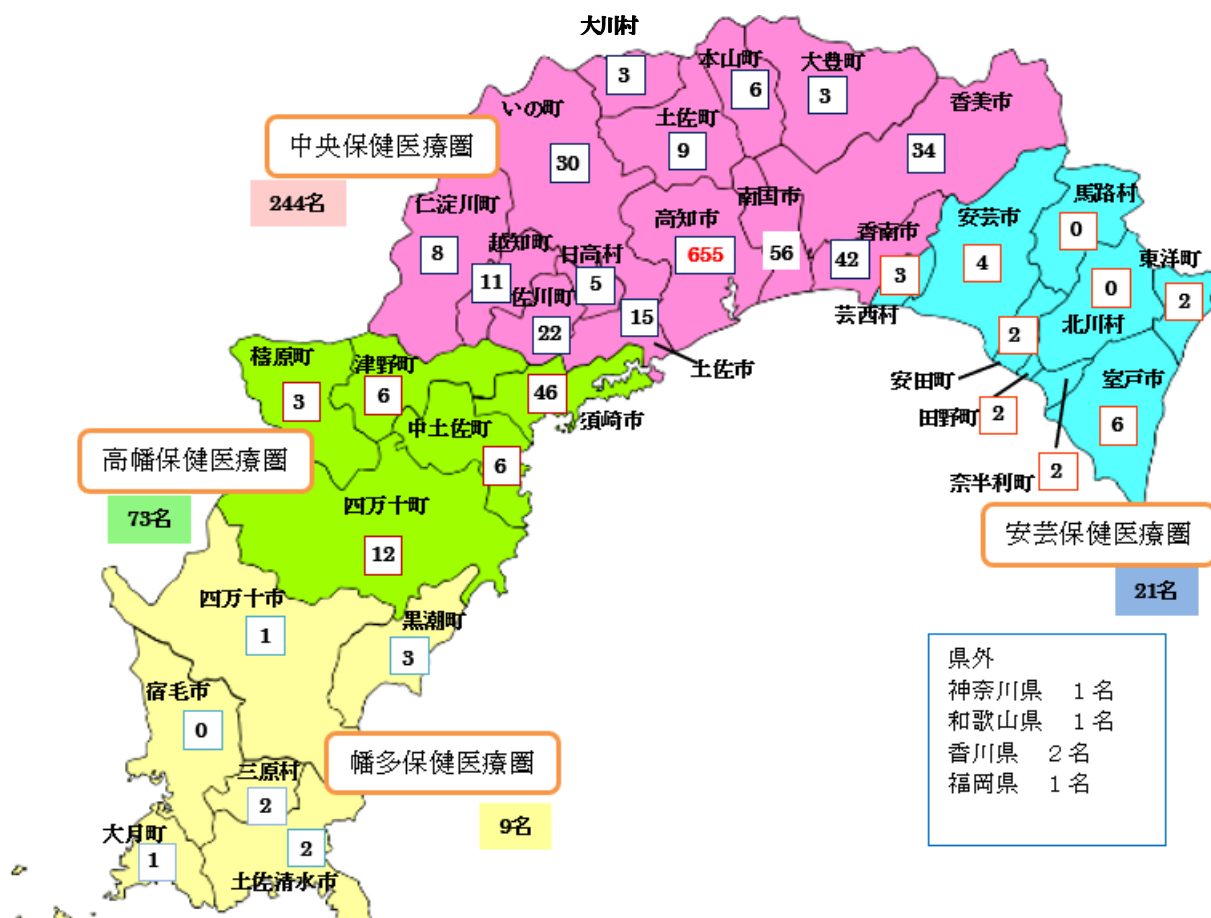 大川村
3
本山町
6
大豊町
3
いの町
30
土佐町
9
香美市
34
中央保健医療圏
244名
仁淀川町
8
越知町
11
日高村
5
佐川町
22
高知市
655
南国市
56
香南市
42
15
土佐市
芸西村
3
安芸市
4
馬路村
0
東洋町
2
北川村
0
2
安田町
田野町
2
奈半利町
2
室戸市
6
安芸保健医療圏
21名
檮原町
3
津野町
6
46
須崎市
中土佐町
6
高幡保健医療圏
73名
四万十町
12
四万十市
1
黒潮町
3
宿毛市
0
幡多保健医療圏
9名
三原村
2
大月町
1
2
土佐清水市
県外
神奈川県 1名
和歌山県 1名
香川県 2名
福岡県 1名